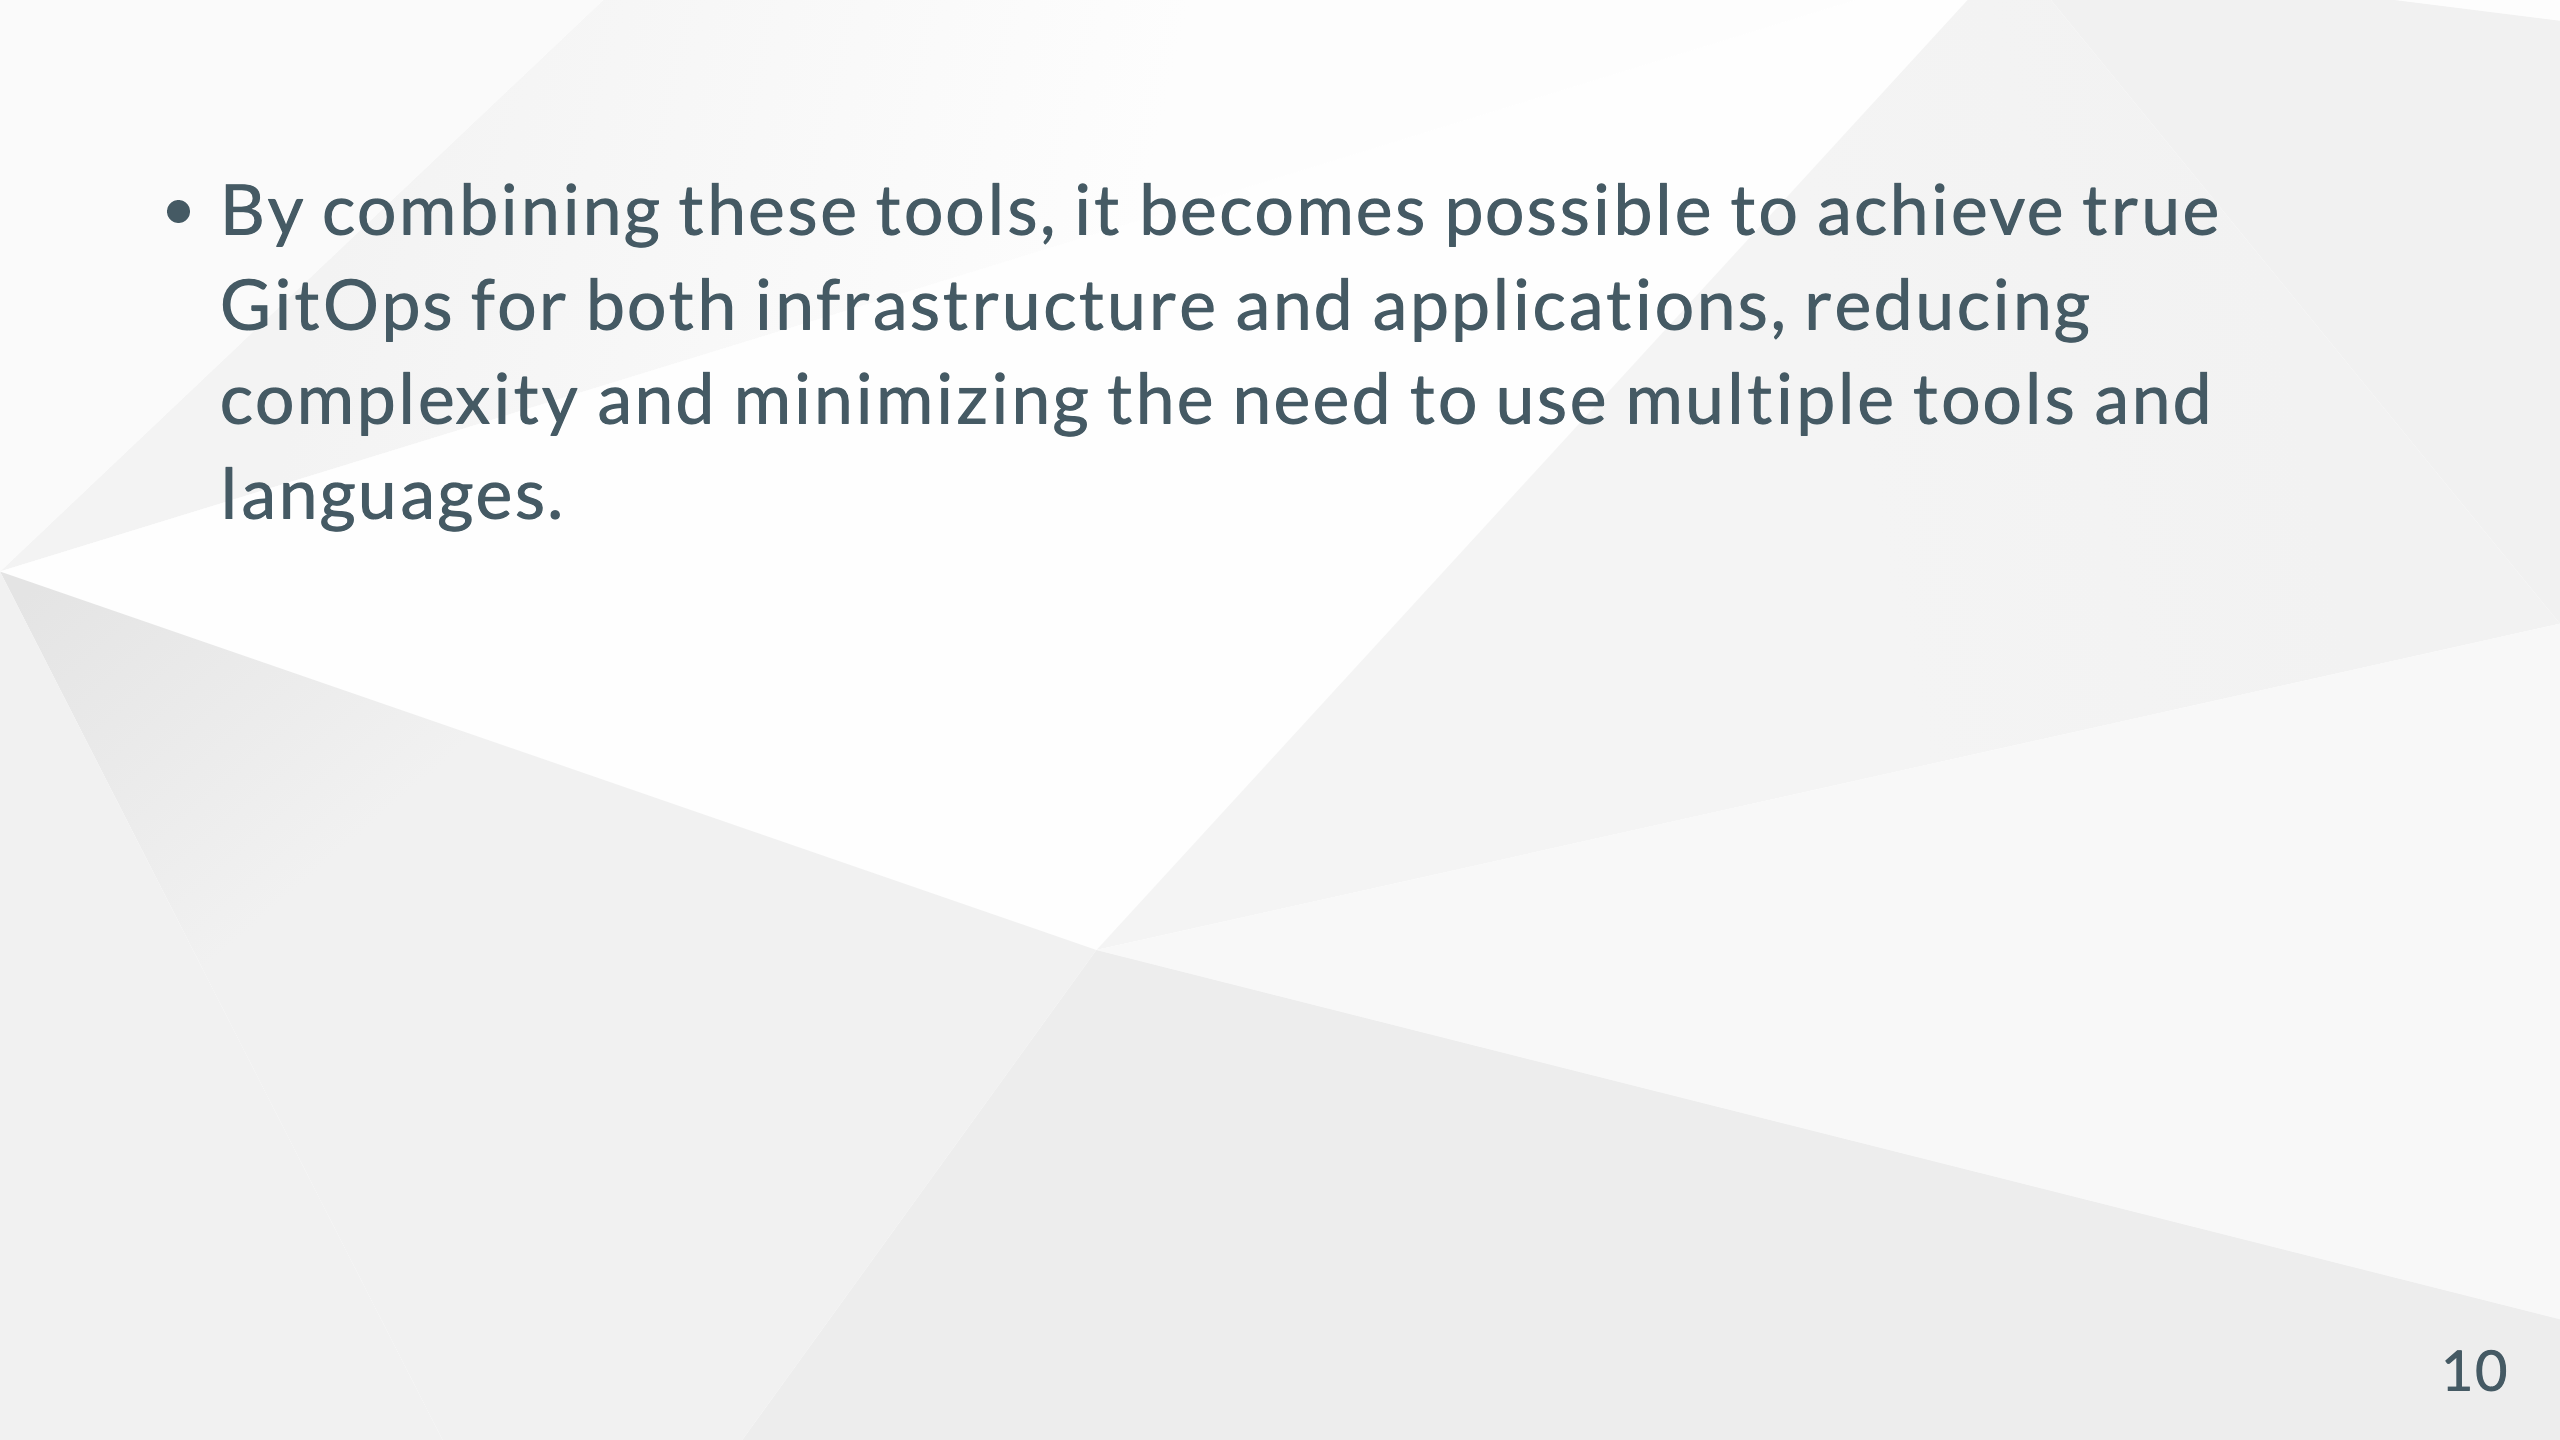 • By combining these tools, it becomes possible to achieve true
GitOps for both infrastructure and applications, reducing
complexity and minimizing the need to use multiple tools and
languages.
10